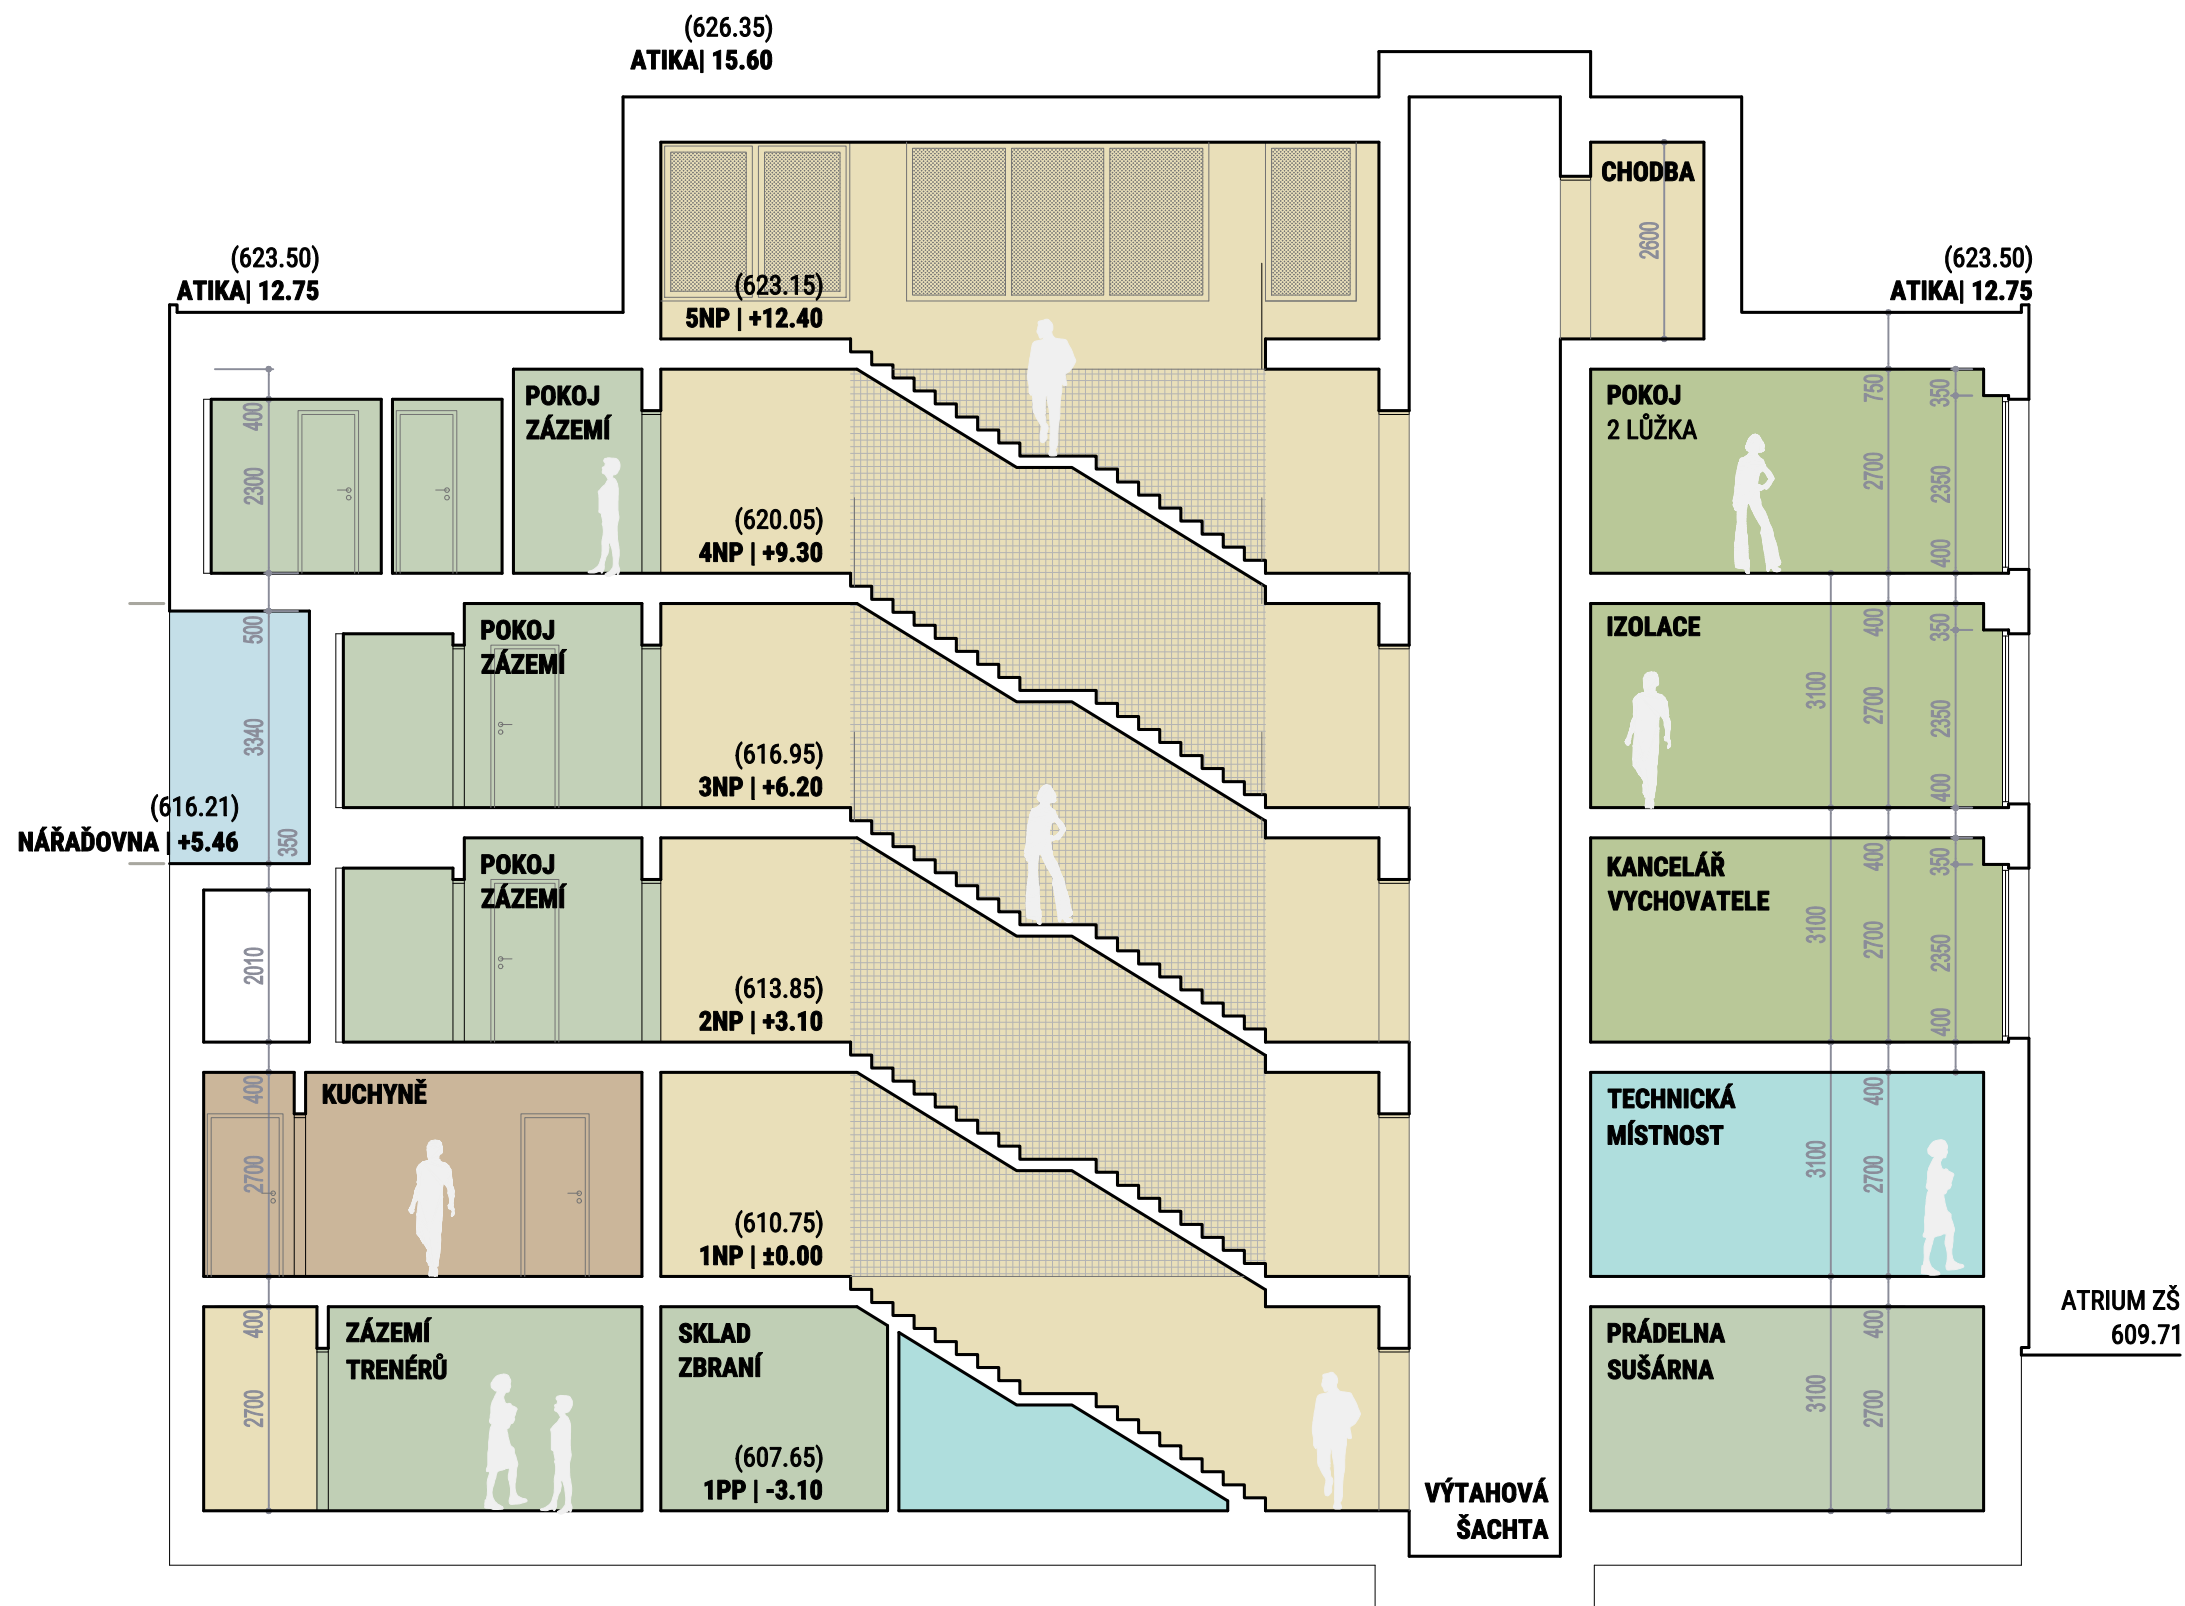 (626.35)
ATIKA| 15.60
CHODBA
2600
(623.50)
ATIKA| 12.75
(623.50)
ATIKA| 12.75
(623.15)
5NP | +12.40
POKOJ
ZÁZEMÍ
400
2300
(620.05)
4NP | +9.30
POKOJ
2 LŮŽKA
750
2700
350
2350
400
500
3340
350
(616.21)
NÁŘAĎOVNA | +5.46
POKOJ
ZÁZEMÍ
(616.95)
3NP | +6.20
IZOLACE
3100
400
2700
350
2350
400
2010
POKOJ
ZÁZEMÍ
(613.85)
2NP | +3.10
KANCELÁŘ
VYCHOVATELE
3100
400
2700
350
2350
400
400
2700
KUCHYNĚ
(610.75)
1NP | ±0.00
TECHNICKÁ
MÍSTNOST
3100
400
2700
ATRIUM ZŠ
609.71
400
2700
ZÁZEMÍ
TRENÉRŮ
SKLAD
ZBRANÍ
(607.65)
1PP | -3.10
VÝTAHOVÁ
ŠACHTA
PRÁDELNA
SUŠÁRNA
3100
400
2700